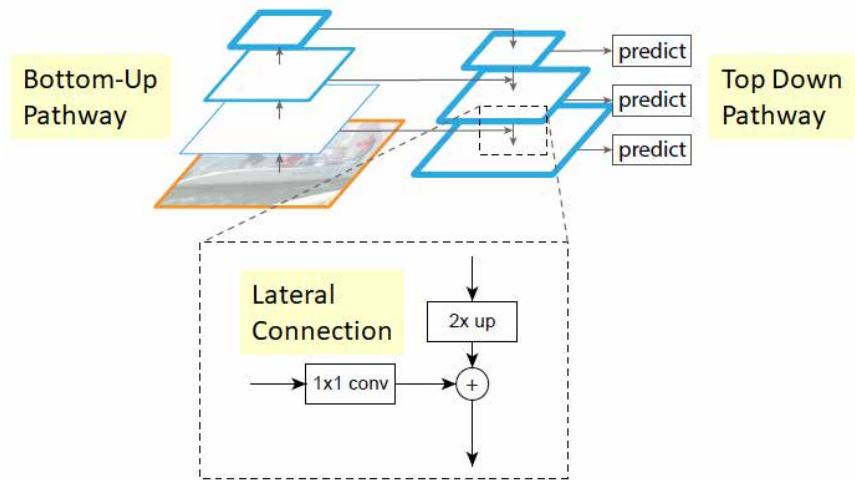 Bottom-Up
Pathway
predict
predict
predict
Top Down
Pathway
Lateral
Connection
2x up
1x1 conv
+